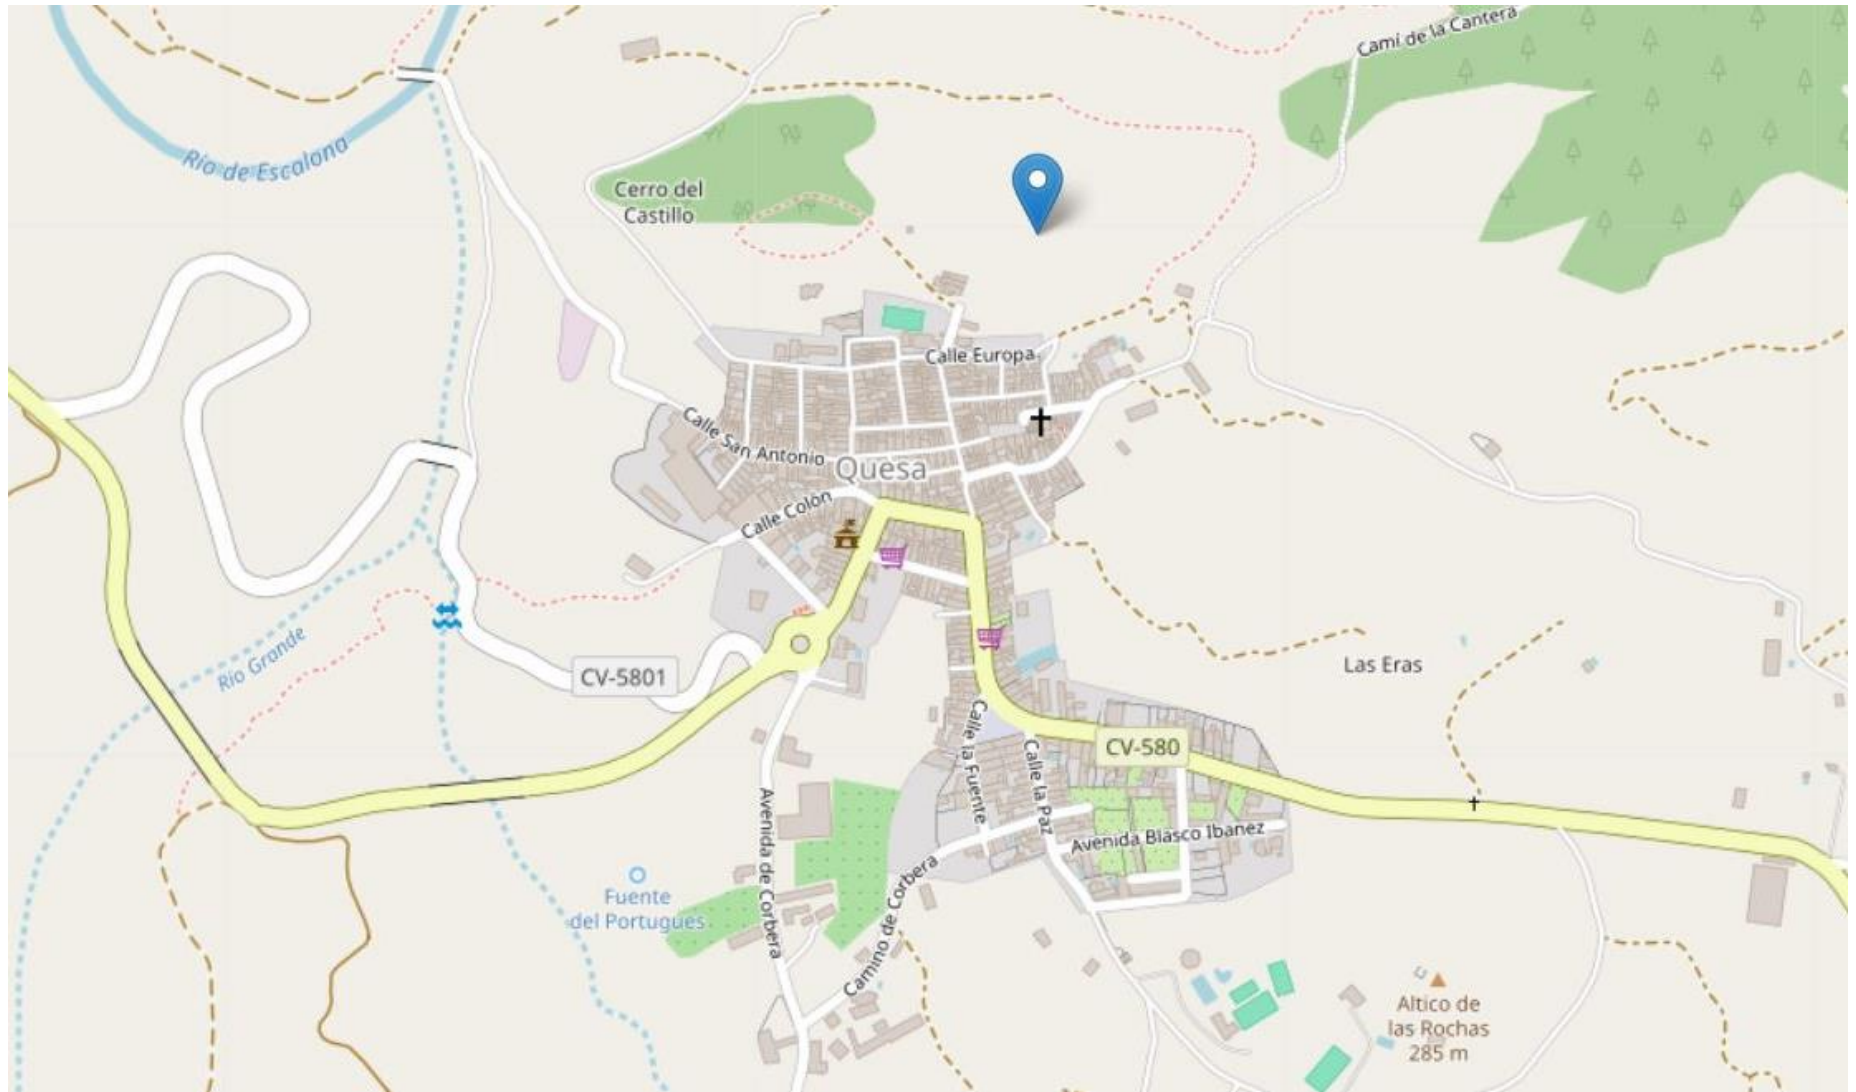 Camí de la Cantera
Río de Escalona
Cerro del
Castillo
Calle Europa
Calle San Antonio
Quesa
Calle Colón
Río Grande
CV-5801
Las Eras
Calle la Fuente
Calle la Paz
CV-580
Avenida de Corbera
Avenida Blasco Ibanez
Fuente
del Portugues
Camino de Corbera
Altico de
las Rochas
285 m